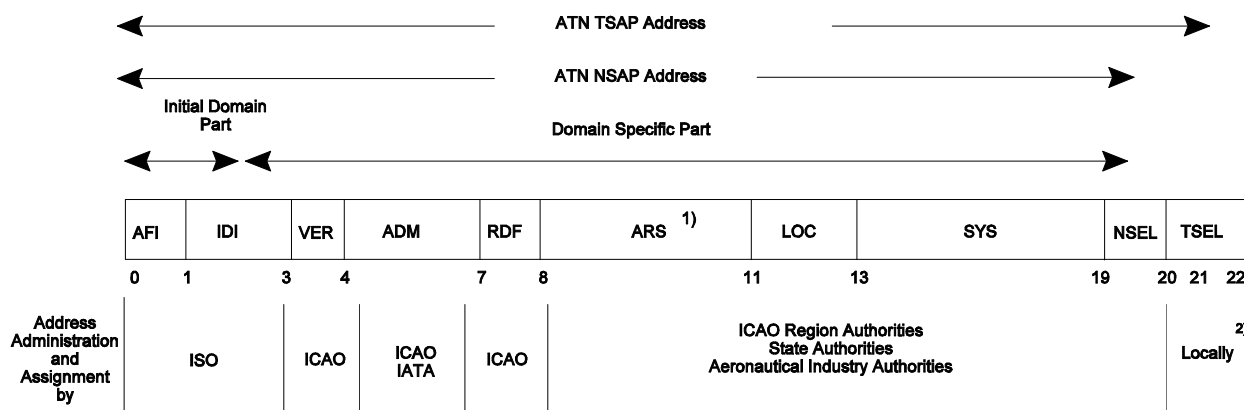 ATN TSAP Address
ATN NSAP Address
Initial Domain
Part
Domain Specific Part
AFI IDI VER ADM RDF ARS 1) LOC SYS NSEL TSEL
0 1 3 4 7 8 11 13 19 20 21 22
Address
Administration
and
Assignment
by
ISO
ICAO
ICAO
IATA
ICAO
ICAO Region Authorities
State Authorities
Aeronautical Industry Authorities
Locally 2)